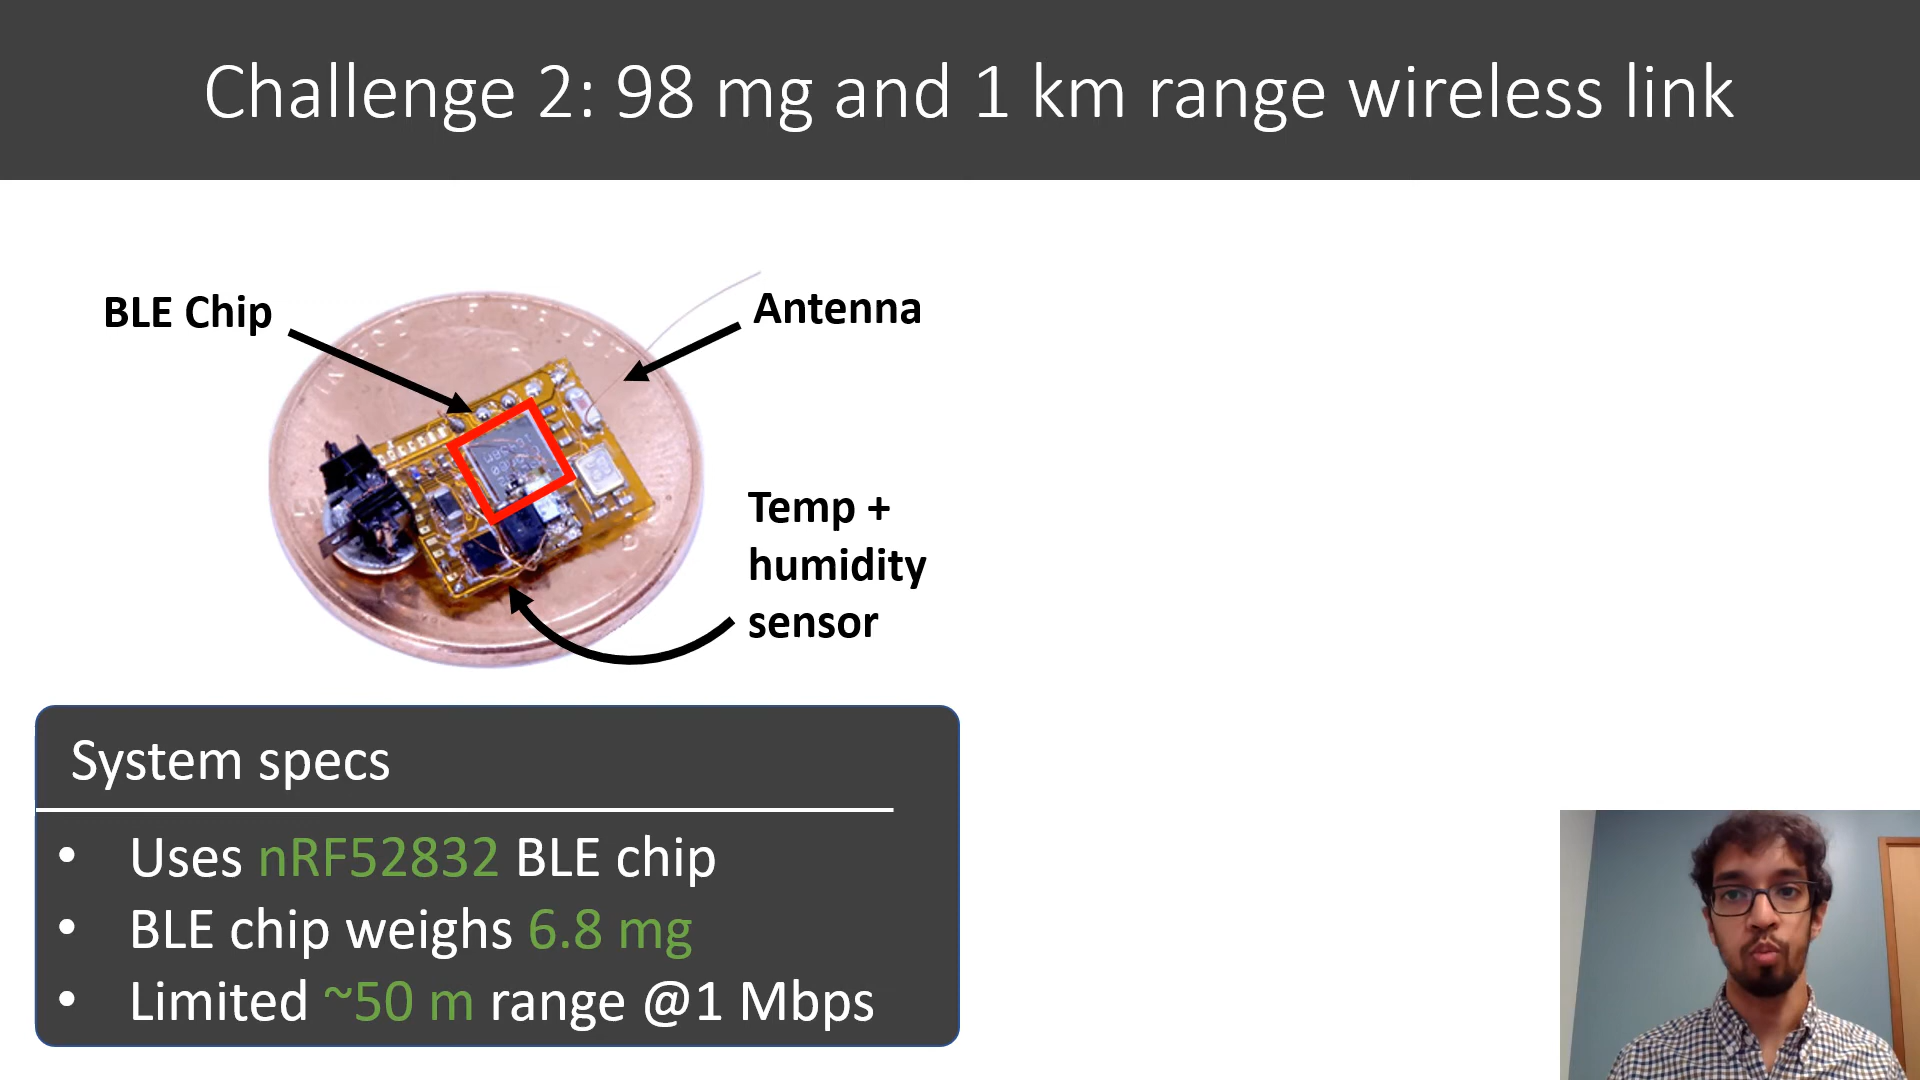 Challenge 2: 98 mg and 1 km range wireless link
BLE Chip
Antenna
Temp +
humidity
sensor
System specs
• Uses nRF52832 BLE chip
• BLE chip weighs 6.8 mg
• Limited ~50 m range @1 Mbps